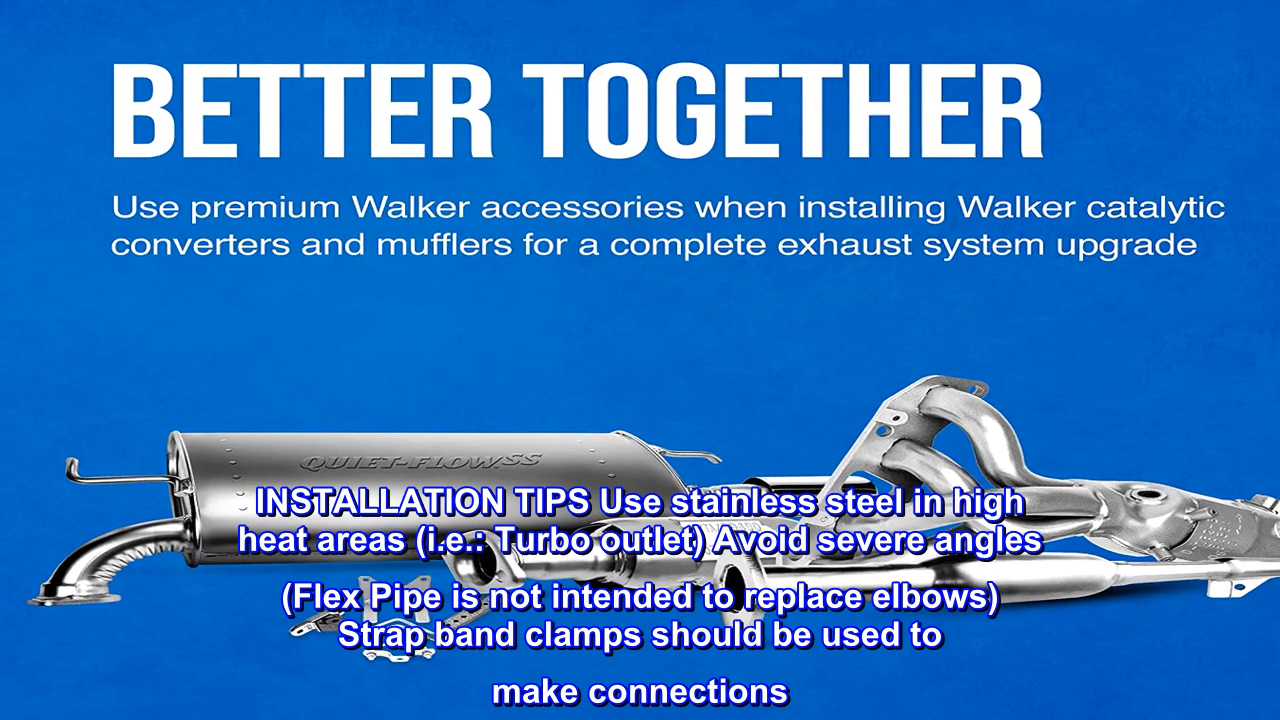 BETTER TOGETHER
Use premium Walker accessories when installing Walker catalytic
converters and mufflers for a complete exhaust system upgrade
QUIET-FLOWSS
INSTALLATION TIPS Use stainless steel in high
heat areas (i.e.: Turbo outlet) Avoid severe angles
(Flex Pipe is not intended to replace elbows)
Strap band clamps should be used to
make connections